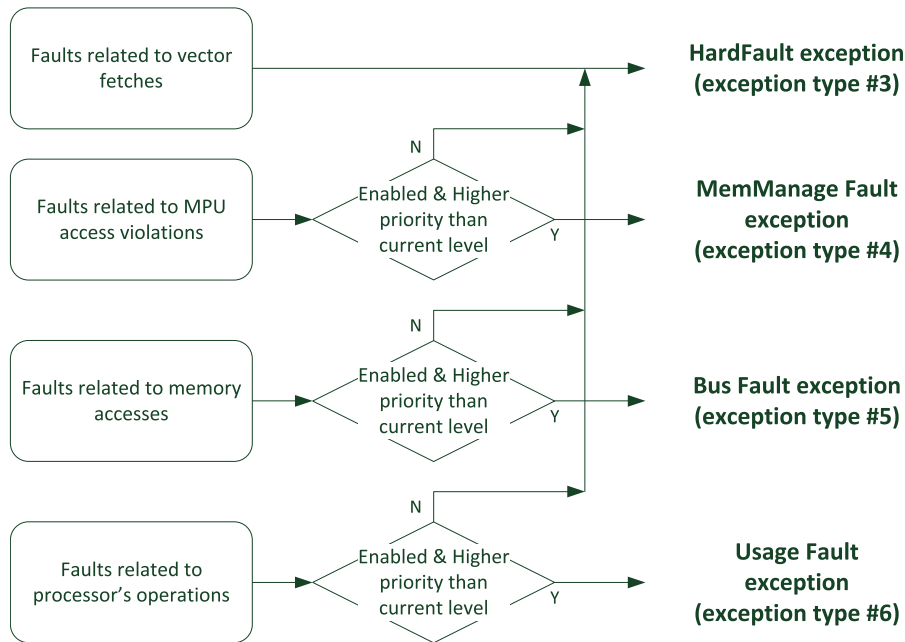 Faults related to vector
fetches
HardFault exception
(exception type #3)
N
Faults related to MPU
access violations
Enabled & Higher
priority than
current level
Y
MemManage Fault
exception
(exception type #4)
N
Faults related to memory
accesses
Enabled & Higher
priority than
current level
Y
Bus Fault exception
(exception type #5)
N
Faults related to
processor's operations
Enabled & Higher
priority than
current level
Y
Usage Fault
exception
(exception type #6)